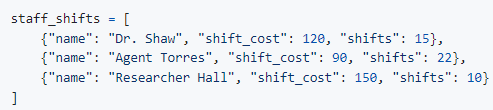 staff_shifts = [
    {"name": "Dr. Shaw", "shift_cost": 120, "shifts": 15},
    {"name": "Agent Torres", "shift_cost": 90, "shifts": 22},
    {"name": "Researcher Hall", "shift_cost": 150, "shifts": 10}
]